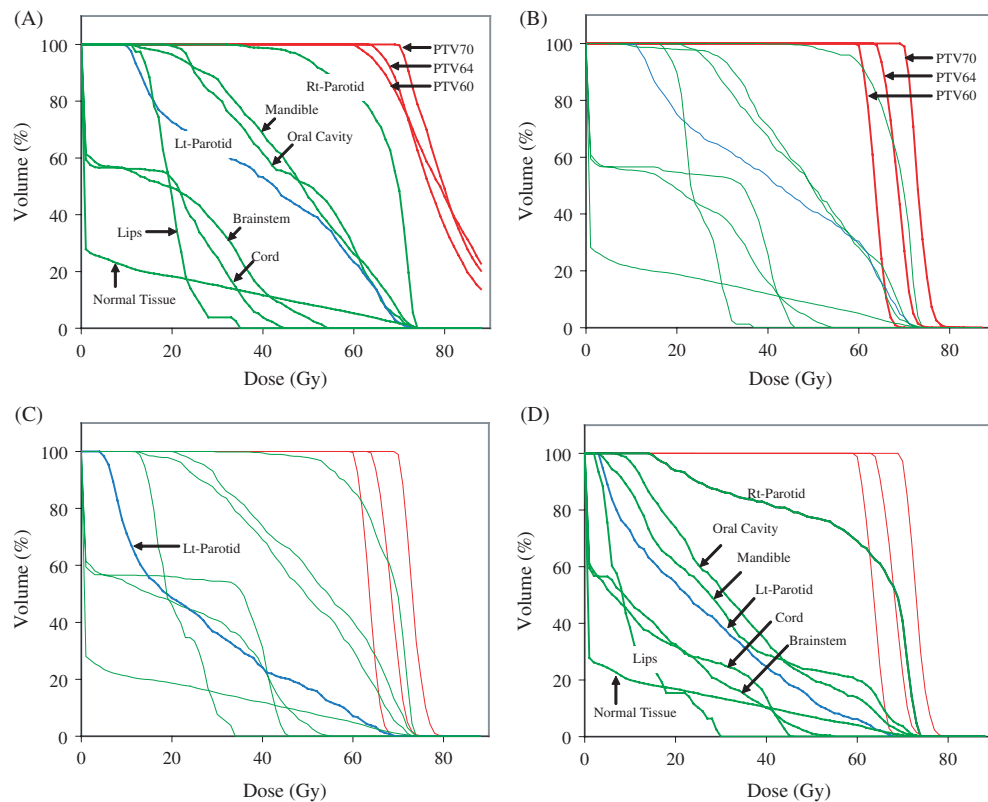 (A)
100
80
60
40
20
0
Volume (%)
0 20 40 60 80
Dose (Gy)
PTV70
PTV64
PTV60
Rt-Parotid
Mandible
Oral Cavity
Lt-Parotid
Brainstem
Lips
Cord
Normal Tissue
(B)
100
80
60
40
20
0
Volume (%)
0 20 40 60 80
Dose (Gy)
PTV70
PTV64
PTV60
(C)
100
80
60
40
20
0
Volume (%)
0 20 40 60 80
Dose (Gy)
Lt-Parotid
(D)
100
80
60
40
20
0
Volume (%)
0 20 40 60 80
Dose (Gy)
Rt-Parotid
Oral Cavity
Mandible
Lt-Parotid
Cord
Brainstem
Lips
Normal Tissue